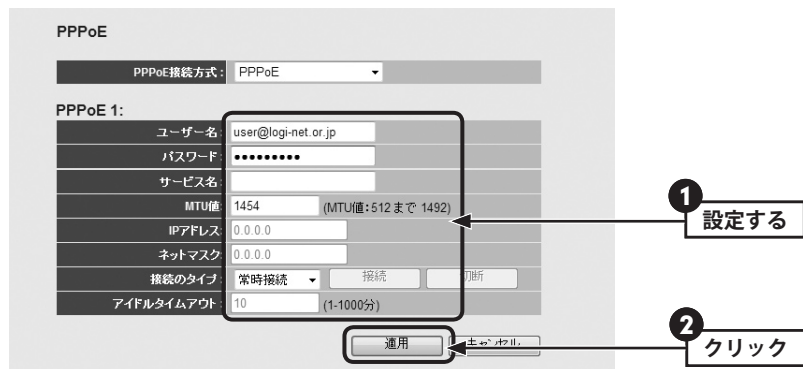 PPPoE
PPPoE接続方式: PPPoE
PPPoE 1:
ユーザー名: user@logi-net.or.jp
パスワード: •••••••••
サービス名:
MTU値: 1454 (MTU値:512 まで 1492)
IPアドレス: 0.0.0.0
ネットマスク: 0.0.0.0
接続のタイプ: 常時接続 接続 切断
アイドルタイムアウト: 10 (1-1000分)
適用 キャンセル
1
設定する
2
クリック